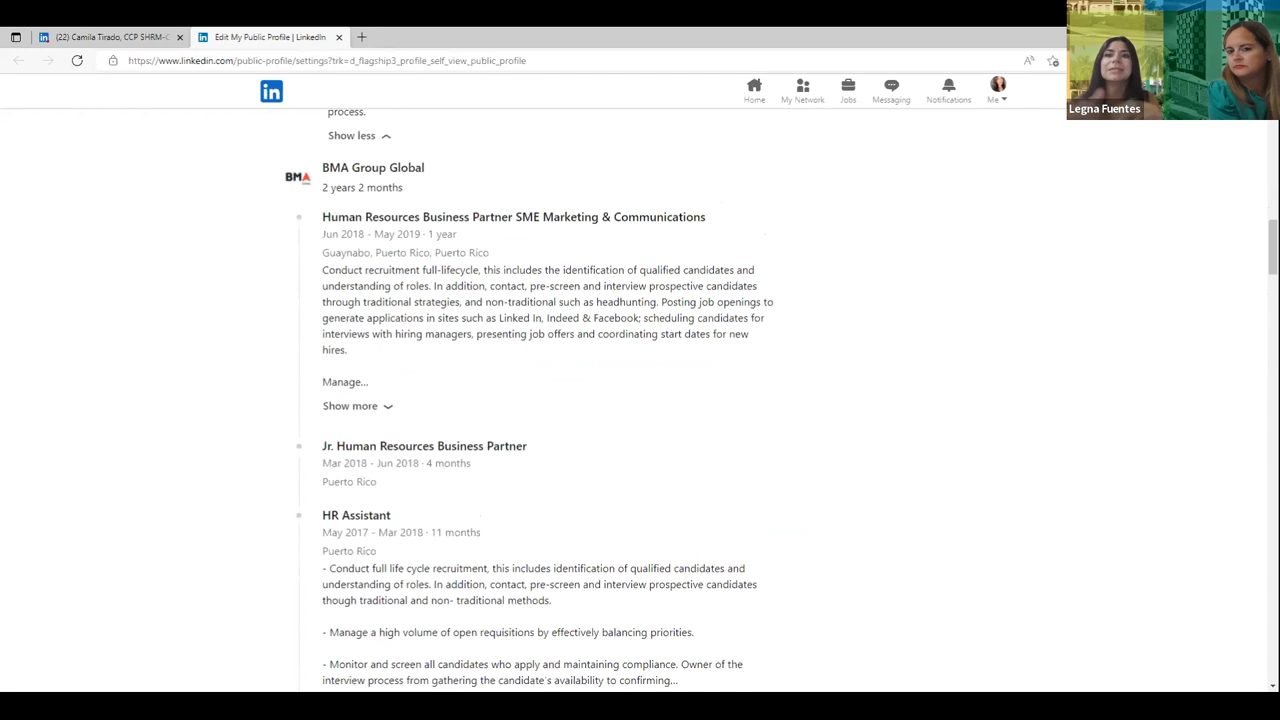 (22) Camila Tirado, CCP SHRM-C
Edit My Public Profile | LinkedIn
https://www.linkedin.com/public-profile/settings?trk=d_flagship3_profile_self_view_public_profile
in
Home
My Network
Jobs
Messaging
Notifications
Me
Legna Fuentes
process.
Show less
BMA
BMA Group Global
2 years 2 months
Human Resources Business Partner SME Marketing & Communications
Jun 2018 - May 2019 · 1 year
Guaynabo, Puerto Rico, Puerto Rico
Conduct recruitment full-lifecycle, this includes the identification of qualified candidates and
understanding of roles. In addition, contact, pre-screen and interview prospective candidates
through traditional strategies, and non-traditional such as headhunting. Posting job openings to
generate applications in sites such as Linked In, Indeed & Facebook; scheduling candidates for
interviews with hiring managers, presenting job offers and coordinating start dates for new
hires.
Manage...
Show more
Jr. Human Resources Business Partner
Mar 2018 - Jun 2018 · 4 months
Puerto Rico
HR Assistant
May 2017 - Mar 2018 · 11 months
Puerto Rico
- Conduct full life cycle recruitment, this includes identification of qualified candidates and
understanding of roles. In addition, contact, pre-screen and interview prospective candidates
though traditional and non- traditional methods.
- Manage a high volume of open requisitions by effectively balancing priorities.
- Monitor and screen all candidates who apply and maintaining compliance. Owner of the
interview process from gathering the candidate's availability to confirming...